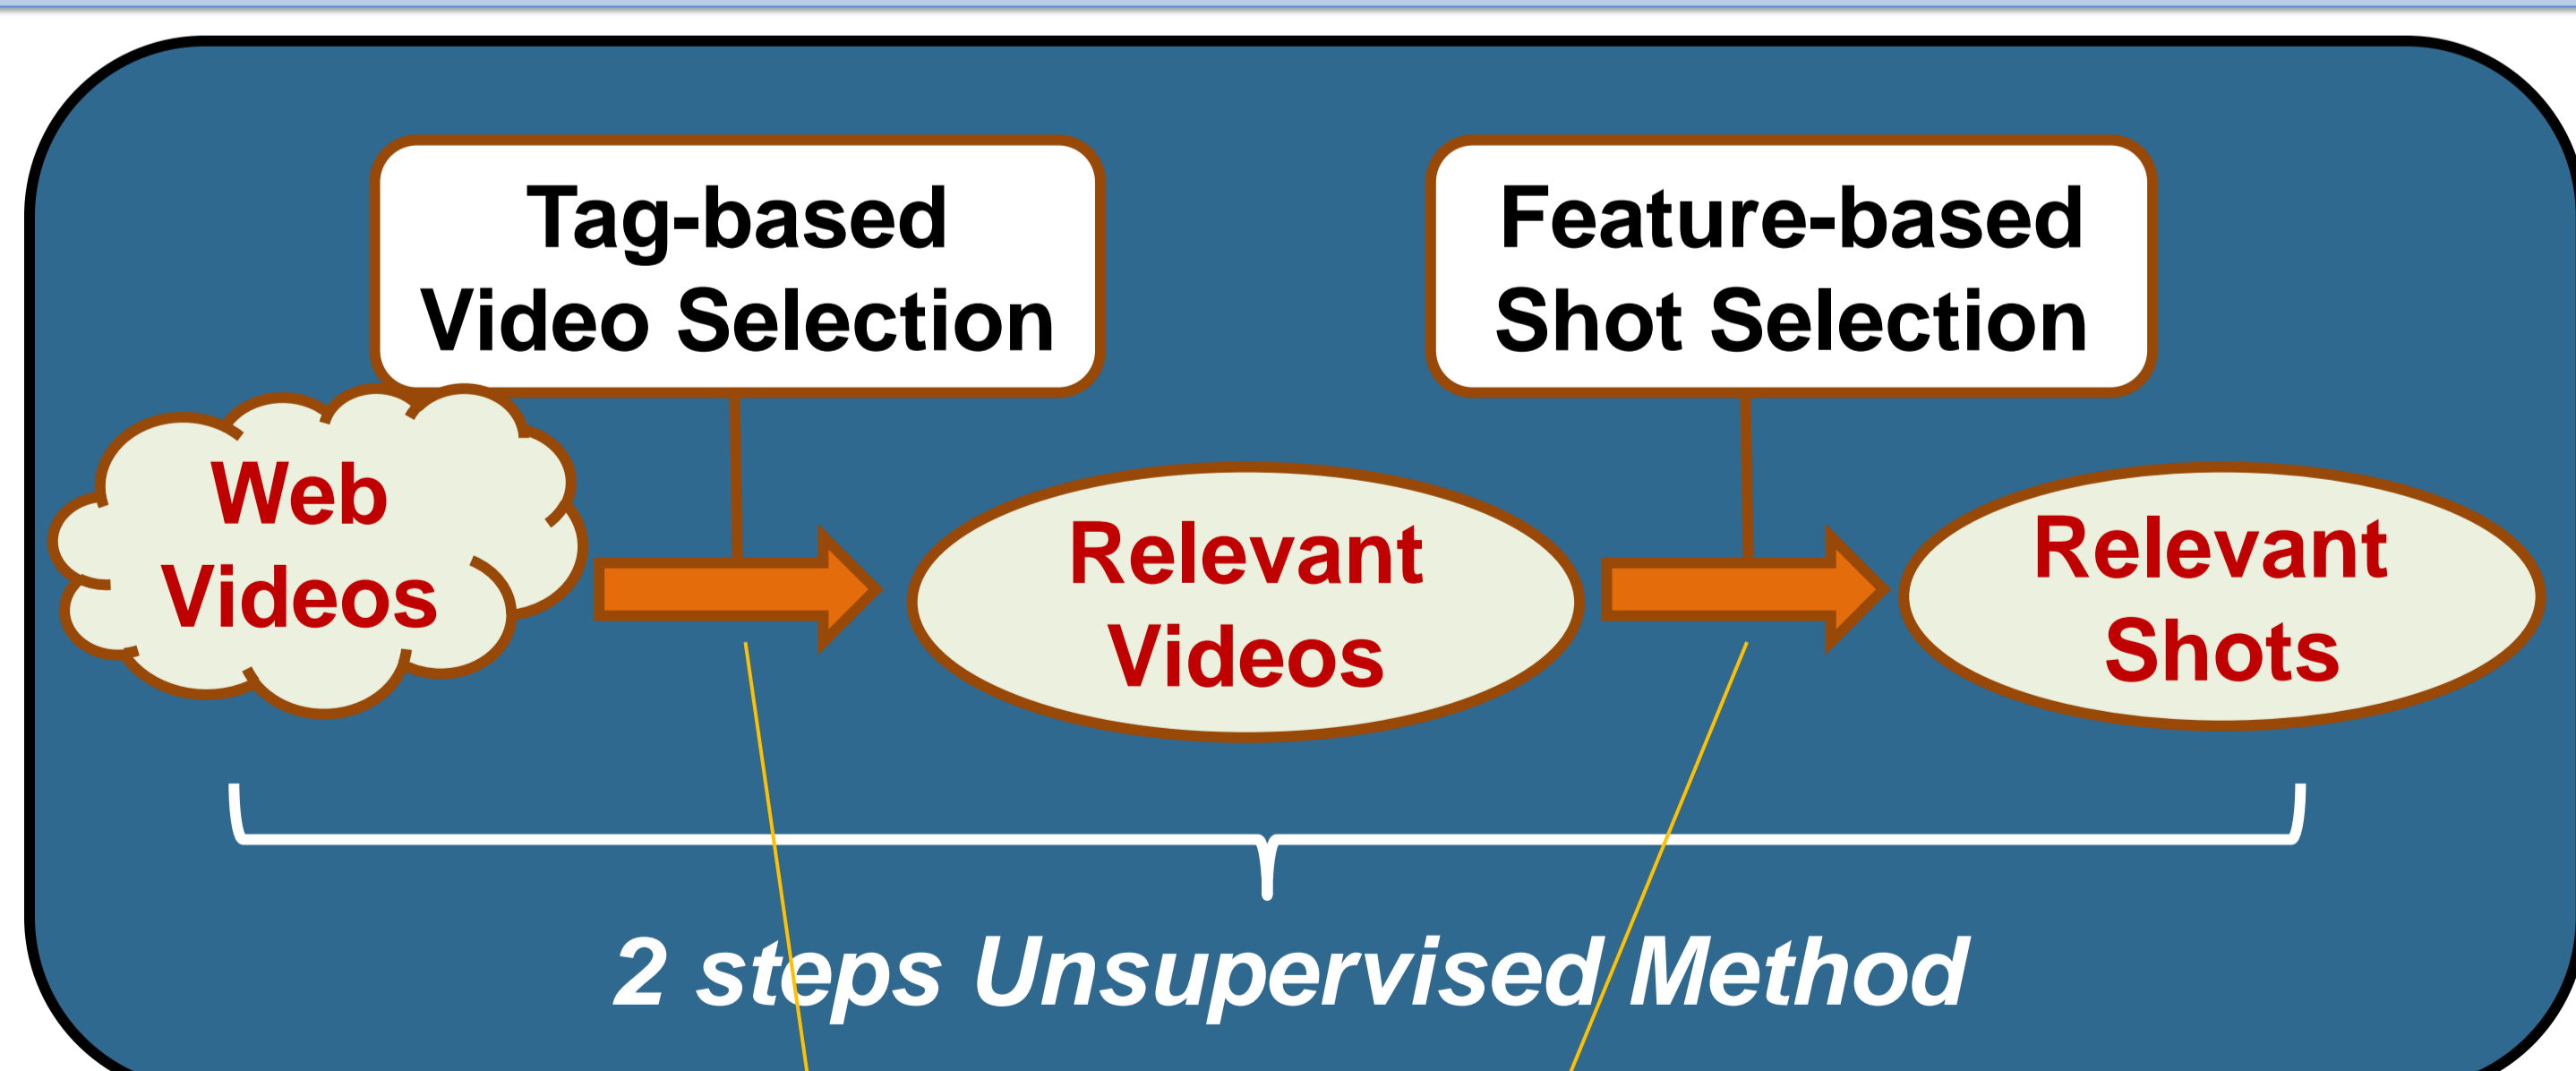 Tag-based
Video Selection
Feature-based
Shot Selection
Web
Videos
Relevant
Videos
Relevant
Shots
2 steps Unsupervised Method